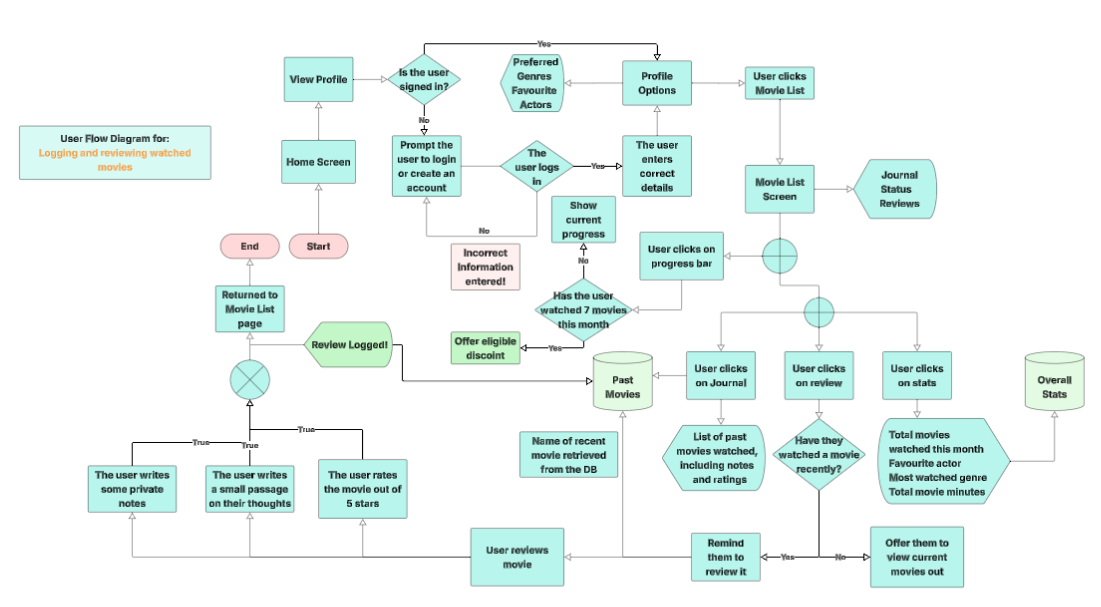 Yes
View Profile
Is the user
signed in?
Preferred
Genres
Favourite
Actors
Profile
Options
User clicks
Movie List
No
User Flow Diagram for:
Logging and reviewing watched
movies
Home Screen
Prompt the
user to login
or create an
account
The
user logs
in
Yes
The user
enters
correct
details
Movie List
Screen
Journal
Status
Reviews
No
Show
current
progress
End
Start
Incorrect
Information
entered!
No
User clicks on
progress bar
Returned to
Movie List
page
Has the user
watched 7 movies
this month
Review Logged!
Offer eligible
discoint
Yes
Past
Movies
User clicks
on Journal
User clicks
on review
User clicks
on stats
Overall
Stats
Name of recent
movie retrieved
from the DB
List of past
movies watched,
including notes
and ratings
Have they
watched a movie
recently?
Total movies
watched this month
Favourite actor
Most watched genre
Total movie minutes
True
True
True
The user writes
some private
notes
The user writes
a small passage
on their thoughts
The user rates
the movie out of
5 stars
User reviews
movie
Remind
them to
review it
Yes
No
Offer them to
view current
movies out